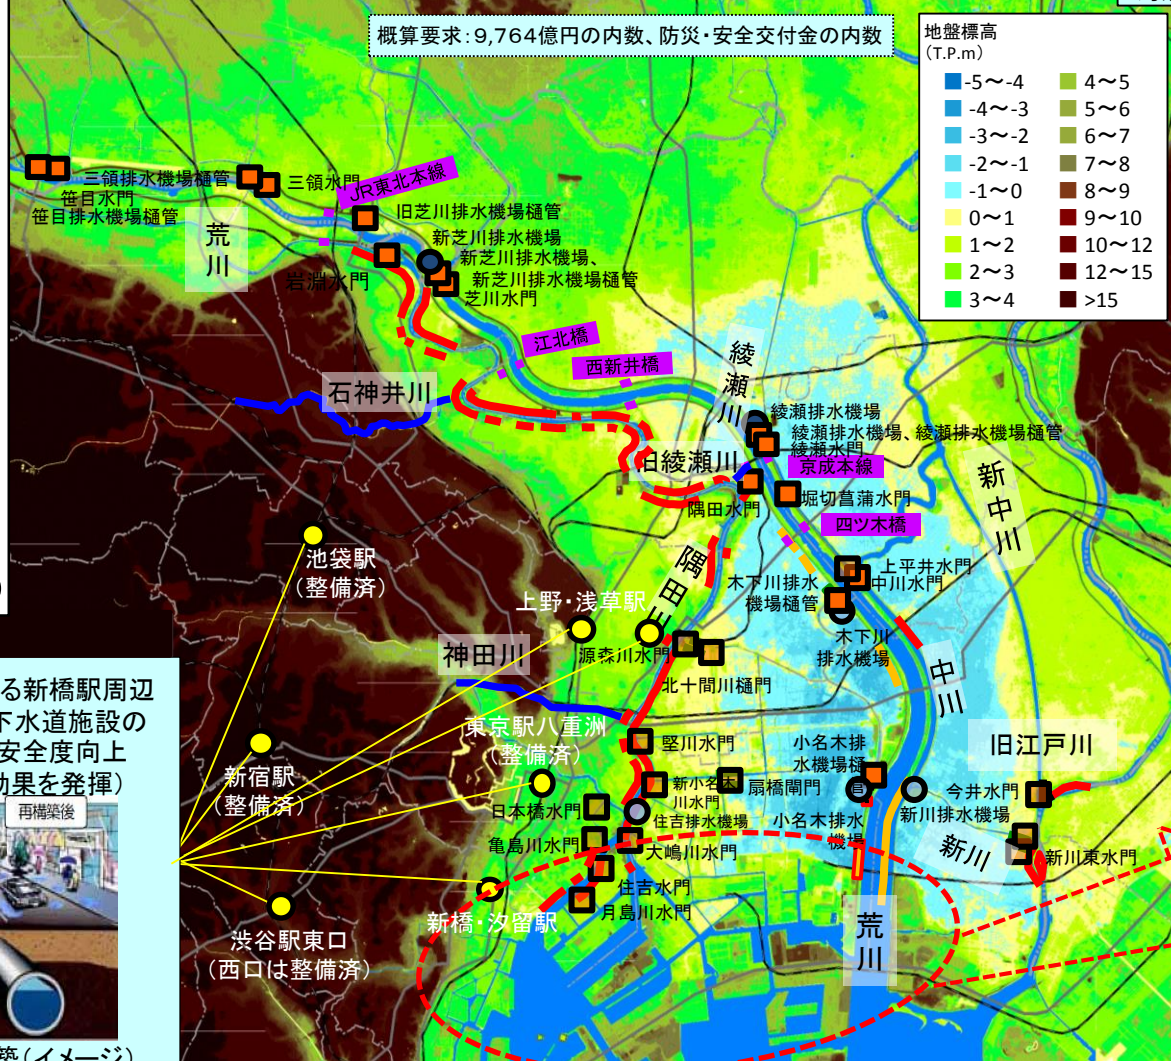 概算要求:9,764億円の内数、防災・安全交付金の内数
地盤標高
(T.P.m)
-5~-4
-4~-3
-3~-2
-2~-1
-1~0
0~1
1~2
2~3
3~4
4~5
5~6
6~7
7~8
8~9
9~10
10~12
12~15
>15
三領排水機場樋管
笹目水門
笹目排水機場樋管
三領水門
JR東北本線
旧芝川排水機場樋管
荒川
新芝川排水機場
新芝川排水機場、
新芝川排水機場樋管
岩淵水門
芝川水門
江北橋
西新井橋
綾瀬川
石神井川
綾瀬排水機場
綾瀬排水機場、綾瀬排水機場樋管
綾瀬水門
旧綾瀬川
京成本線
新中川
隅田水門
堀切菖蒲水門
四ツ木橋
池袋駅
(整備済)
隅田川
上平井水門
中川水門
木下川排水
機場樋管
上野・浅草駅
木下川
排水機場
源森川水門
神田川
北十間川樋門
中川
る新橋駅周辺
下水道施設の
安全度向上
効果を発揮)
再構築後
築(イメージ)
東京駅八重洲
(整備済)
竪川水門
小名木排
水機場樋
管
旧江戸川
新宿駅
(整備済)
新小名木
川水門
扇橋閘門
今井水門
日本橋水門
住吉排水機場
小名木排水
機場
新川排水機場
亀島川水門
大嶋川水門
新川
新川東水門
住吉水門
新橋・汐留駅
月島川水門
荒川
渋谷駅東口
(西口は整備済)